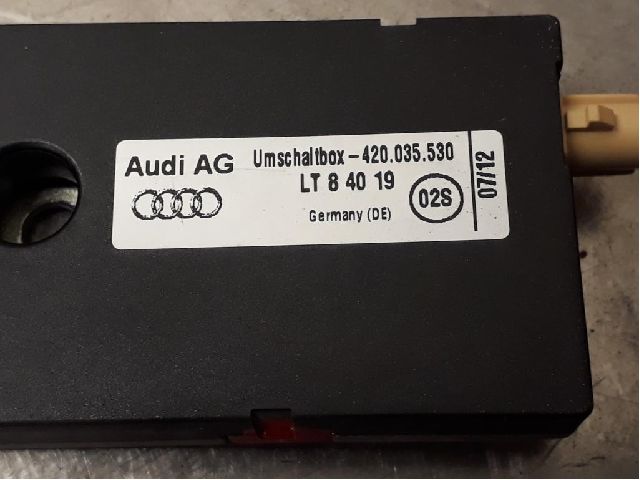 Audi AG Umschaltbox-420.035.530
LT 8 40 19
Germany (DE)
02S
07/12